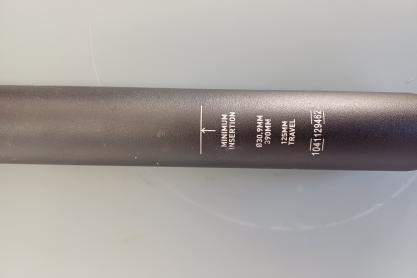 MINIMUM
INSERTION
Ø30.9MM
390MM
125MM
TRAVEL
1041129462